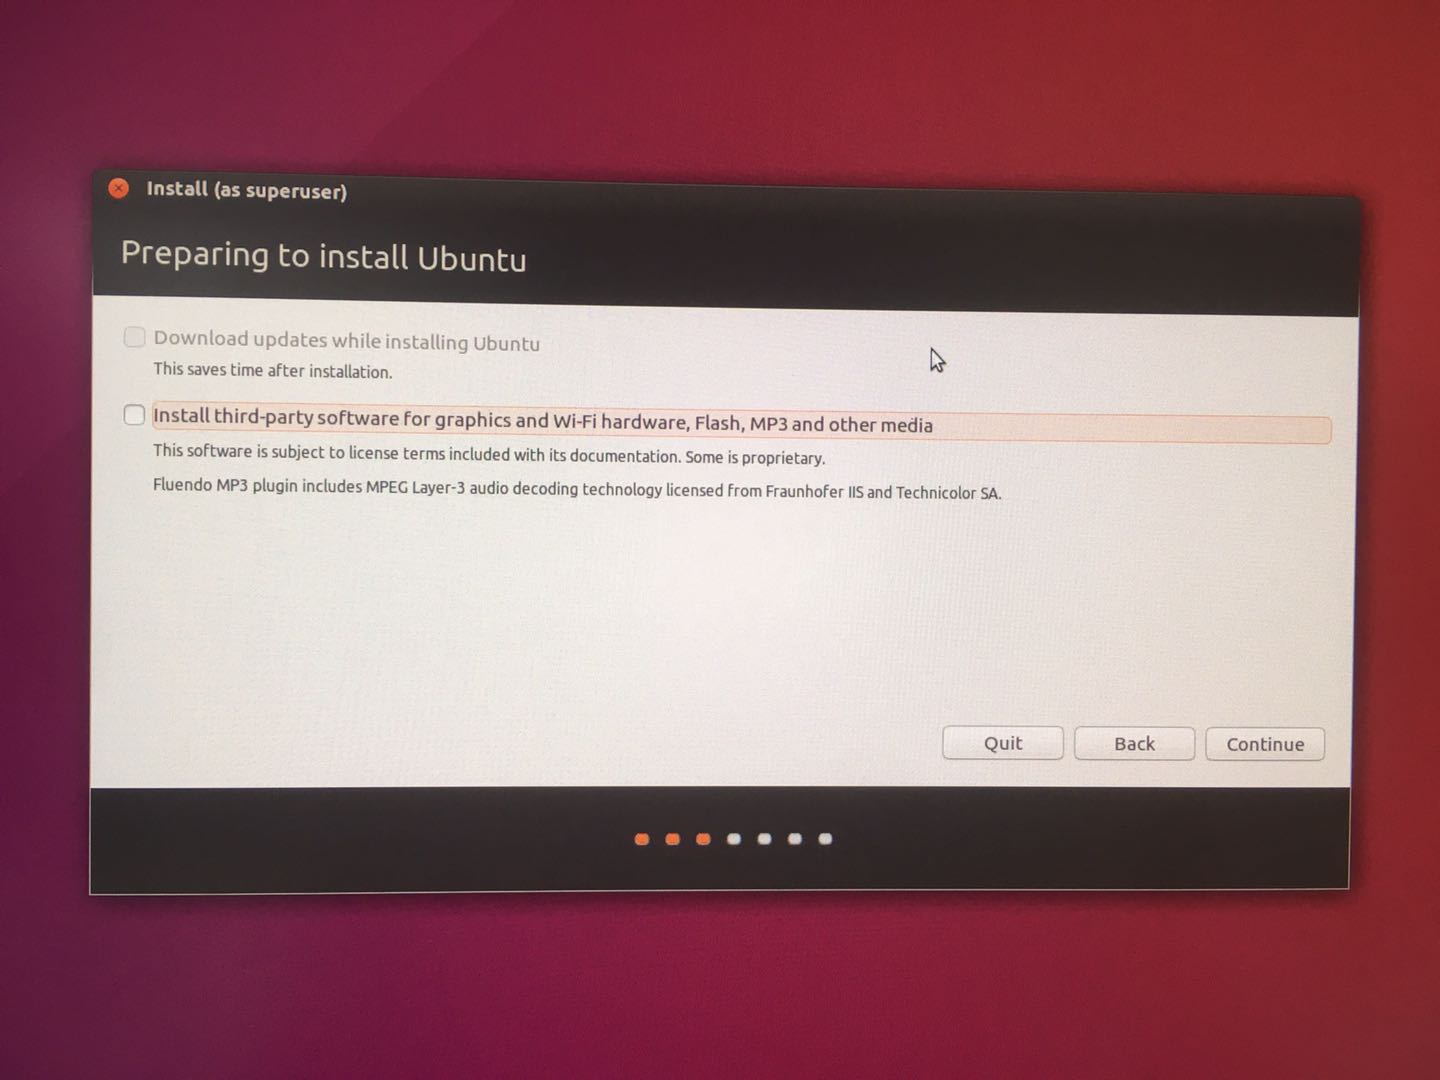 Install (as superuser)
Preparing to install Ubuntu
Download updates while installing Ubuntu
This saves time after installation.
Install third-party software for graphics and Wi-Fi hardware, Flash, MP3 and other media
This software is subject to license terms included with its documentation. Some is proprietary.
Fluendo MP3 plugin includes MPEG Layer-3 audio decoding technology licensed from Fraunhofer IIS and Technicolor SA.
Quit Back Continue